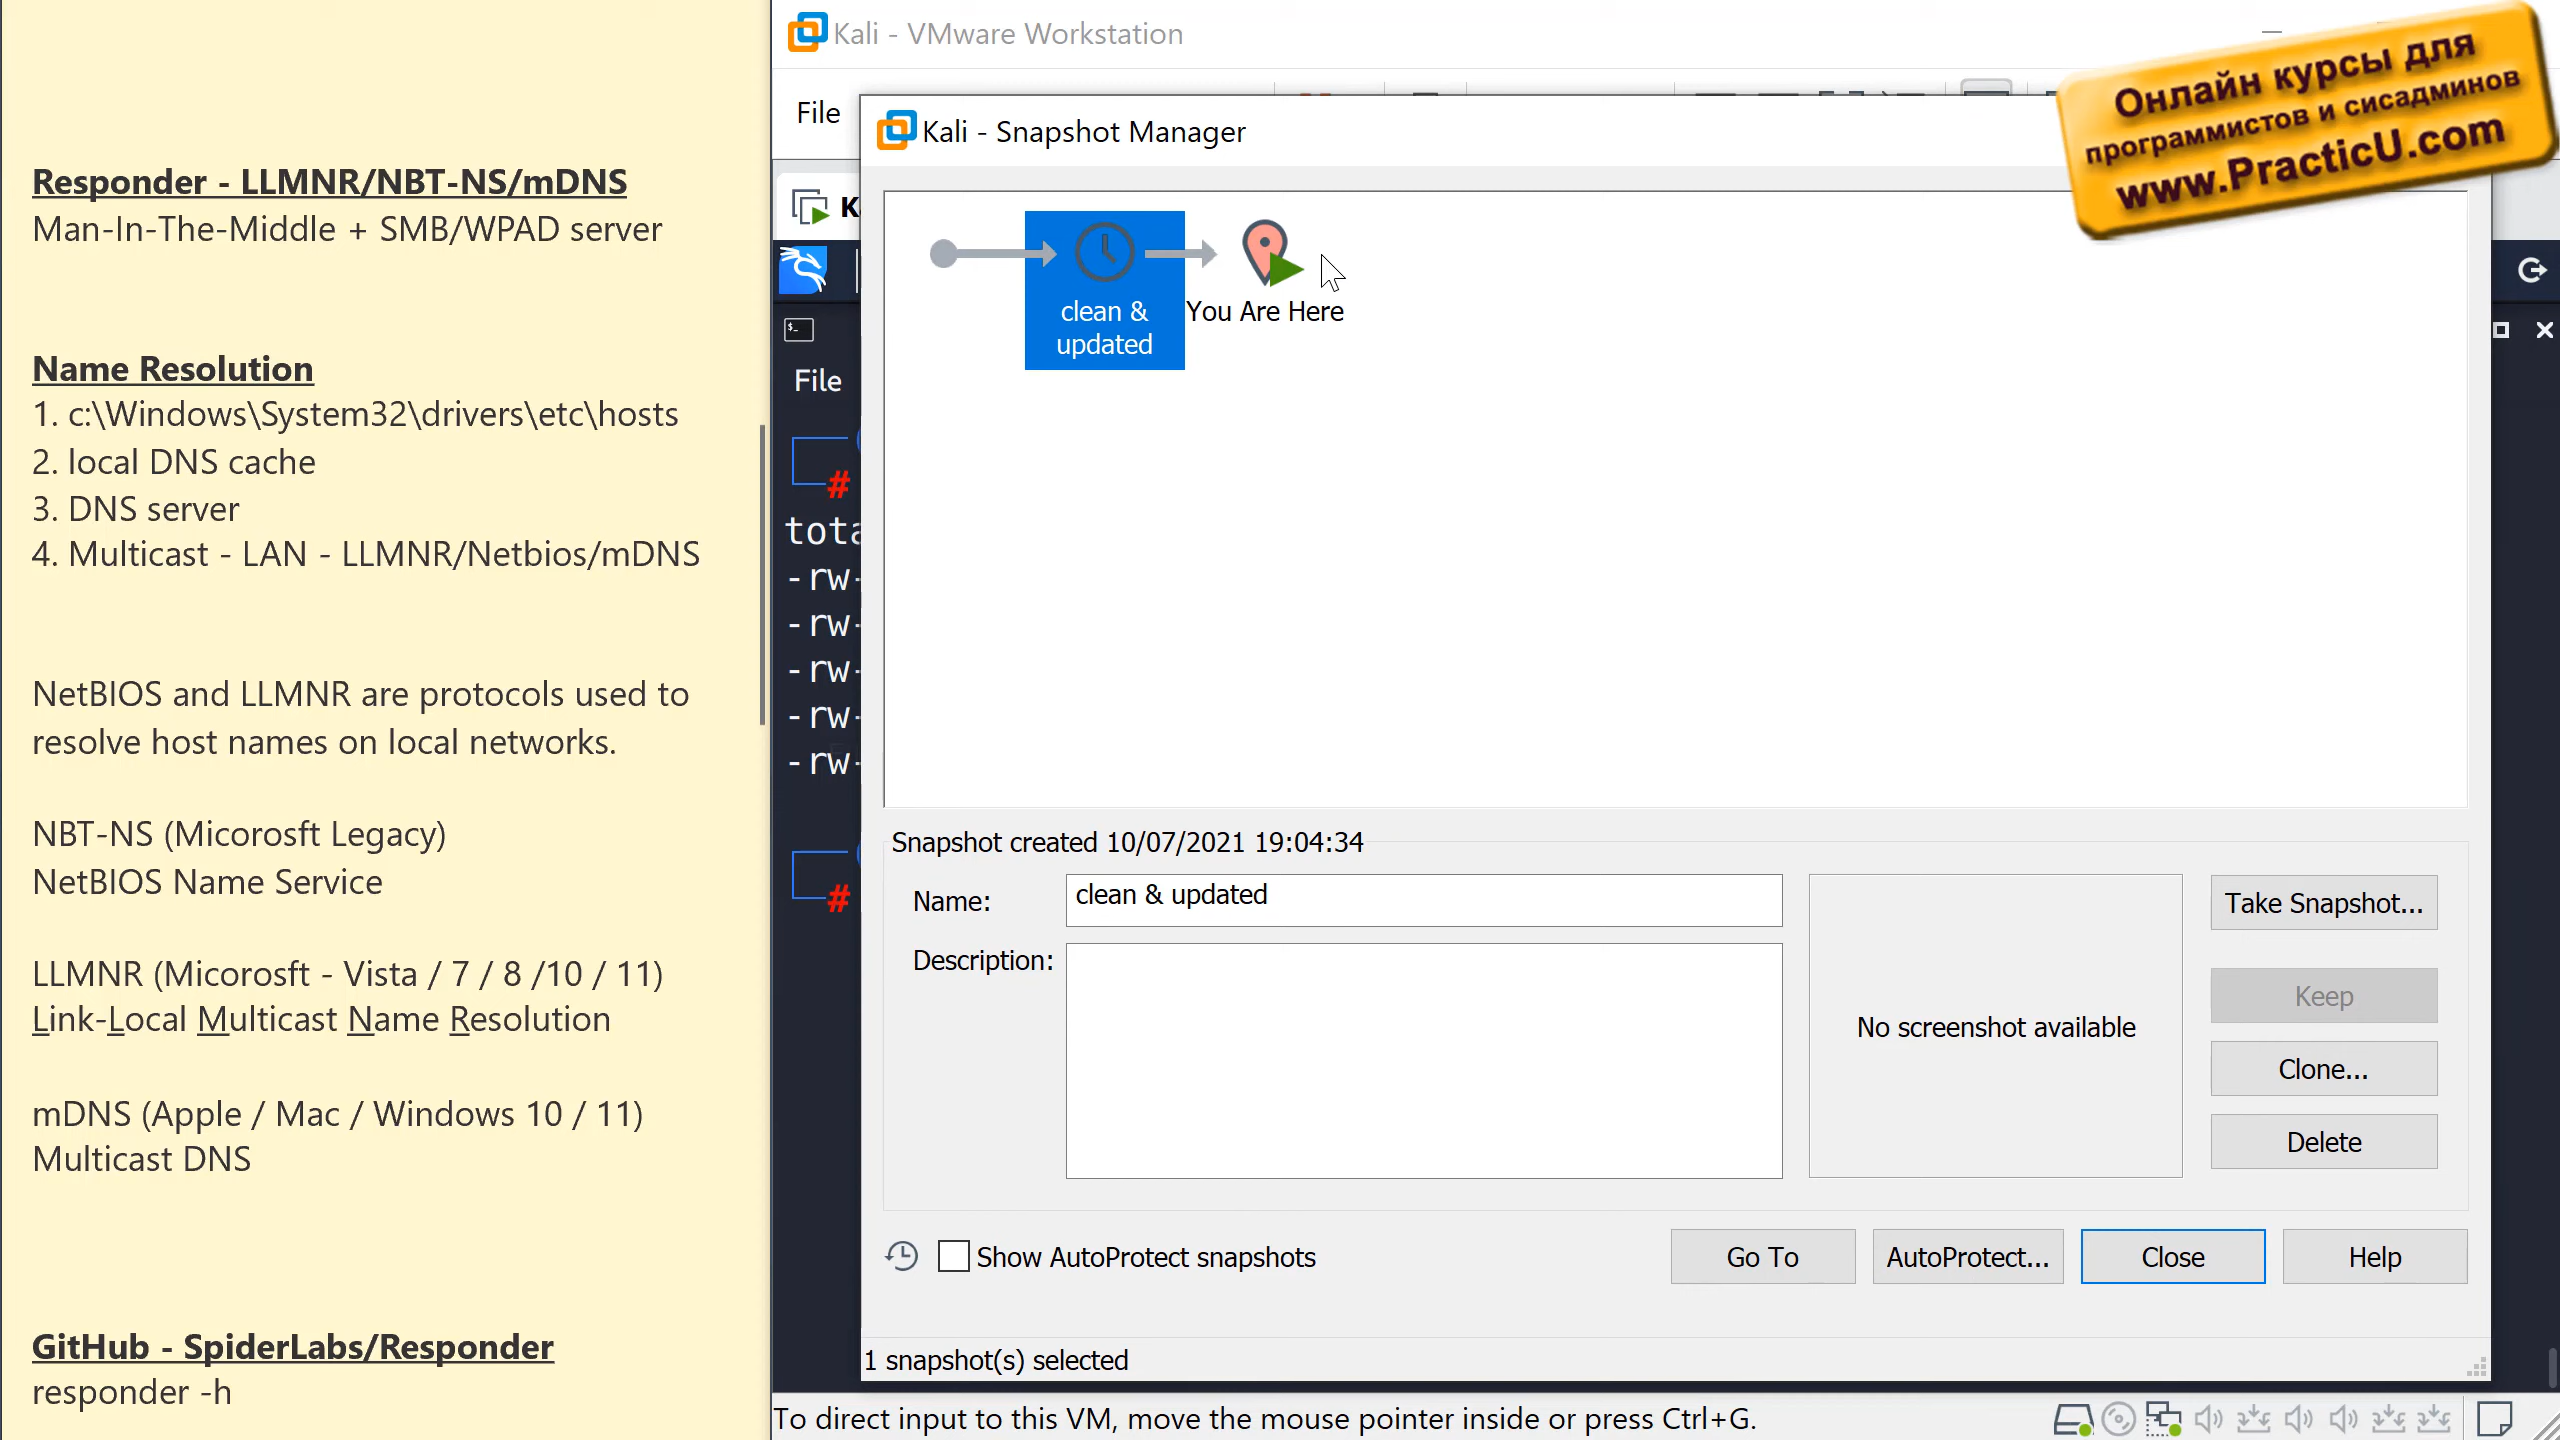 Responder - LLMNR/NBT-NS/mDNS
Man-In-The-Middle + SMB/WPAD server
Name Resolution
1. c:\Windows\System32\drivers\etc\hosts
2. local DNS cache
3. DNS server
4. Multicast - LAN - LLMNR/Netbios/mDNS
NetBIOS and LLMNR are protocols used to
resolve host names on local networks.
NBT-NS (Micorosft Legacy)
NetBIOS Name Service
LLMNR (Micorosft - Vista / 7 / 8 /10 / 11)
Link-Local Multicast Name Resolution
mDNS (Apple / Mac / Windows 10 / 11)
Multicast DNS
GitHub - SpiderLabs/Responder
responder -h
Kali - VMware Workstation
File
Онлайн курсы для
программистов и сисадминов
www.PracticU.com
Kali - Snapshot Manager
K
clean &
updated
You Are Here
File
#
tota
-rw-
-rw-
-rw-
-rw-
-rw-
#
Snapshot created 10/07/2021 19:04:34
Name:
clean & updated
Description:
No screenshot available
Take Snapshot...
Keep
Clone...
Delete
Show AutoProtect snapshots
Go To
AutoProtect...
Close
Help
1 snapshot(s) selected
To direct input to this VM, move the mouse pointer inside or press Ctrl+G.